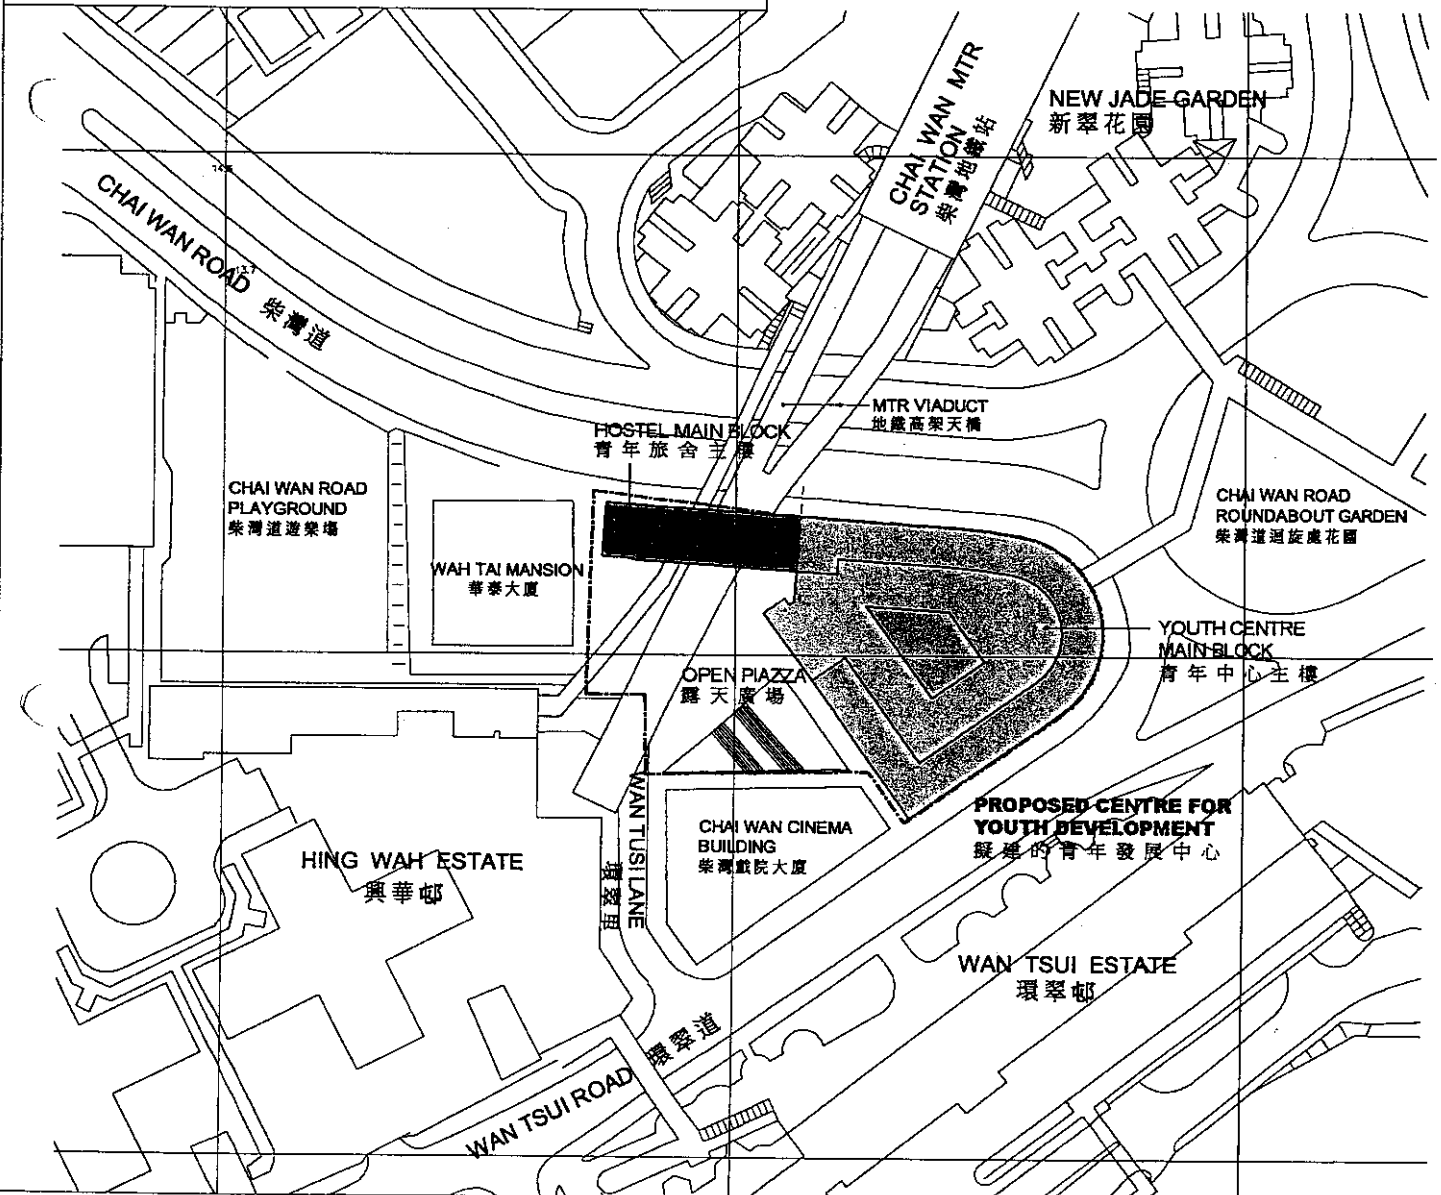 CHAI WAN MTR
STATION
柴灣地鐵站
NEW JADE GARDEN
新翠花園
14.5
CHAI WAN ROAD 柴灣道
13.7
MTR VIADUCT
地鐵高架天橋
HOSTEL MAIN BLOCK
青年旅舍主樓
CHAI WAN ROAD
PLAYGROUND
柴灣道遊樂場
CHAI WAN ROAD
ROUNDABOUT GARDEN
柴灣道迴旋處花園
WAH TAI MANSION
華泰大廈
YOUTH CENTRE
MAIN BLOCK
青年中心主樓
OPEN PIAZZA
露天廣場
PROPOSED CENTRE FOR
YOUTH DEVELOPMENT
擬建的青年發展中心
WAN TUSI LANE
環翠里
CHAI WAN CINEMA
BUILDING
柴灣戲院大廈
HING WAH ESTATE
興華邨
WAN TSUI ESTATE
環翠邨
WAN TSUI ROAD 環翠道